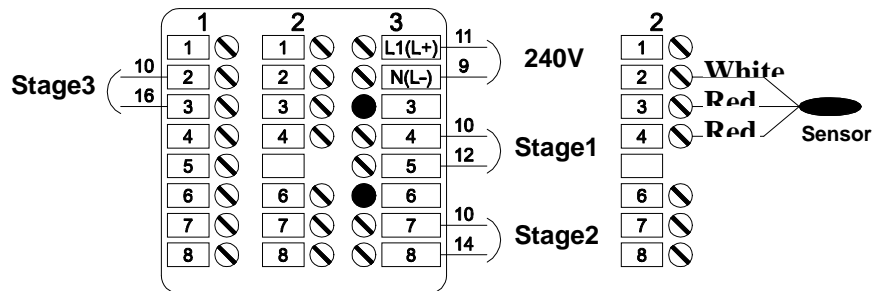 1 2 3 2
1 1 L1(L+) 11 240V 1
Stage3 10 2 2 N(L-) 9 2 White
16 3 3 3 3 Red
4 4 4 10 Stage1 4 Red Sensor
5 5 12
6 6 6 6
7 7 7 10 Stage2 7
8 8 8 14 8